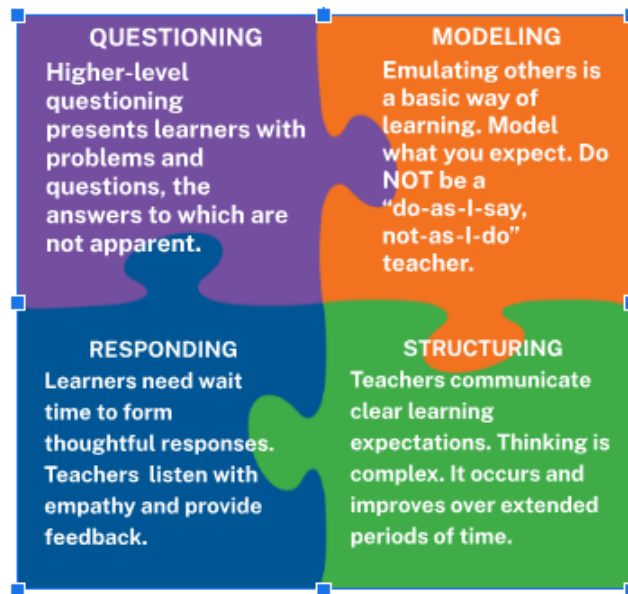 QUESTIONING
Higher-level
questioning
presents learners with
problems and
questions, the
answers to which are
not apparent.
MODELING
Emulating others is
a basic way of
learning. Model
what you expect. Do
NOT be a
“do-as-I-say,
not-as-I-do”
teacher.
RESPONDING
Learners need wait
time to form
thoughtful responses.
Teachers  listen with
empathy and provide
feedback.
STRUCTURING
Teachers communicate
clear learning
expectations. Thinking is
complex. It occurs and
improves over extended
periods of time.